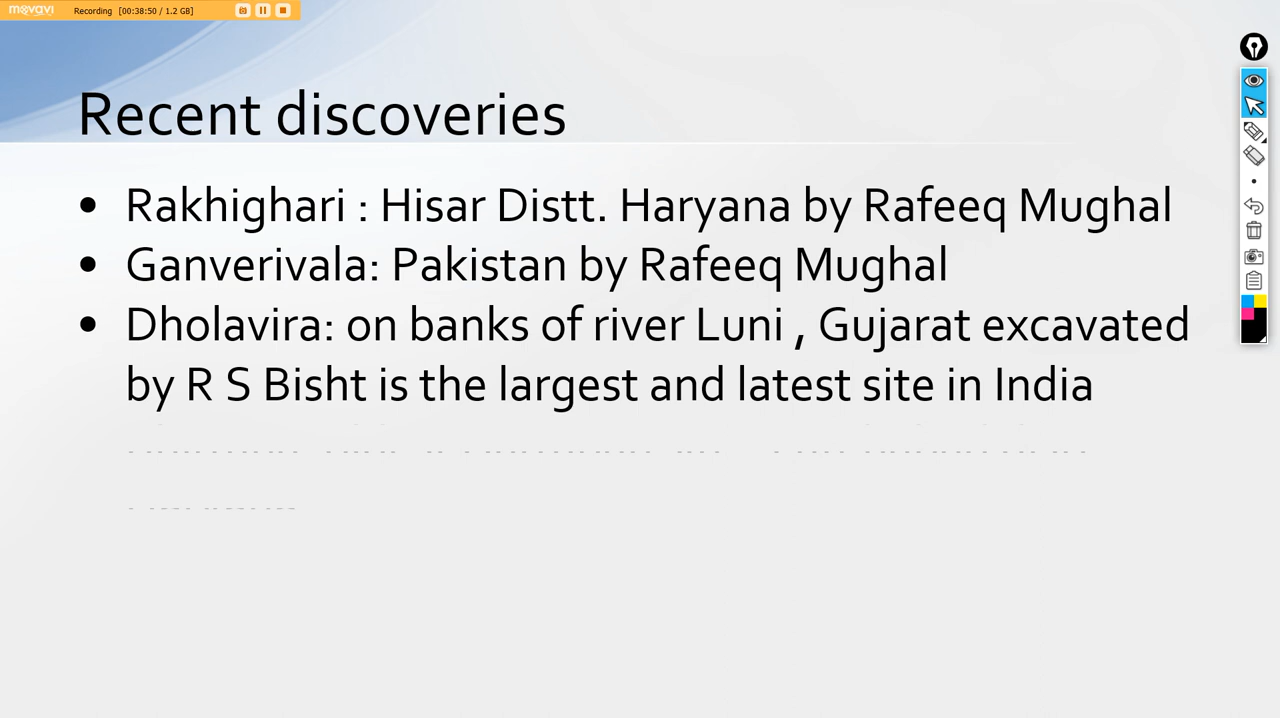 movavi Recording [00:38:50 / 1.2 GB]
Recent discoveries
• Rakhighari : Hisar Distt. Haryana by Rafeeq Mughal
• Ganverivala: Pakistan by Rafeeq Mughal
• Dholavira: on banks of river Luni , Gujarat excavated
by R S Bisht is the largest and latest site in India